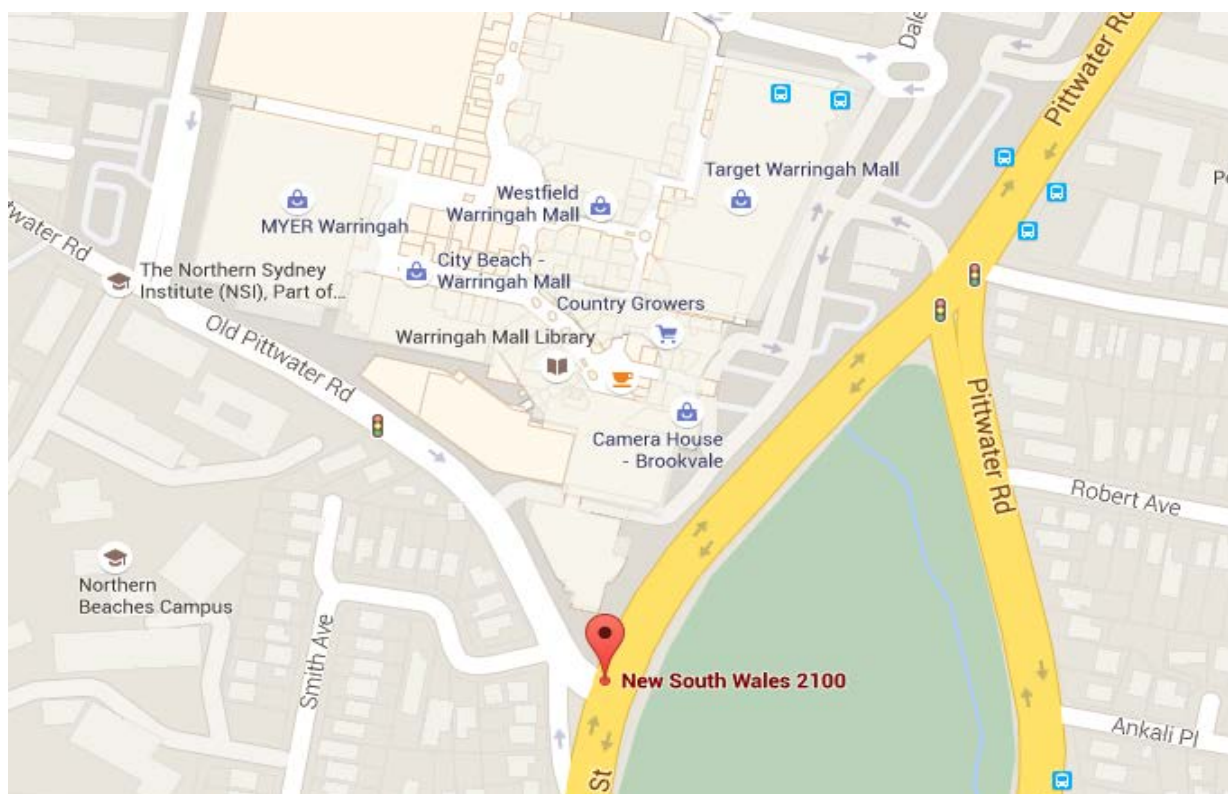 Dale
Pittwater Rd
Target Warringah Mall
Westfield
Warringah Mall
MYER Warringah
ttwater Rd
City Beach -
Warringah Mall
The Northern Sydney
Institute (NSI), Part of...
Country Growers
Old Pittwater Rd
Warringah Mall Library
Camera House
- Brookvale
Pittwater Rd
Robert Ave
Northern
Beaches Campus
Smith Ave
New South Wales 2100
Ankali Pl
St